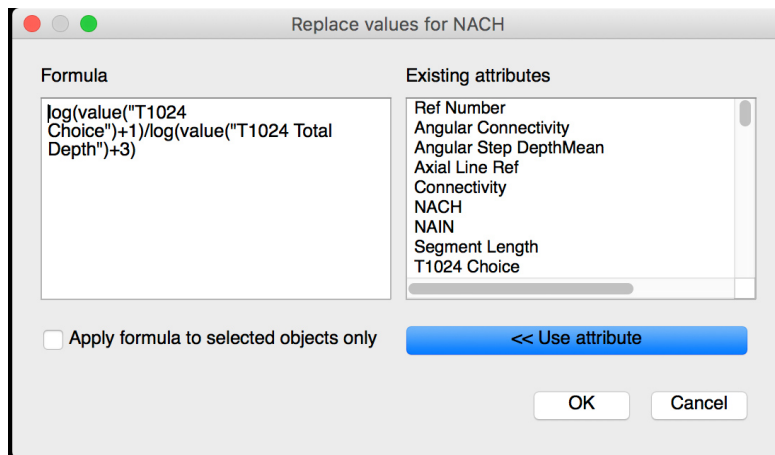 Replace values for NACH
Formula
log(value("T1024
Choice")+1)/log(value("T1024 Total
Depth")+3)
Existing attributes
Ref Number
Angular Connectivity
Angular Step DepthMean
Axial Line Ref
Connectivity
NACH
NAIN
Segment Length
T1024 Choice
Apply formula to selected objects only
<< Use attribute
OK
Cancel